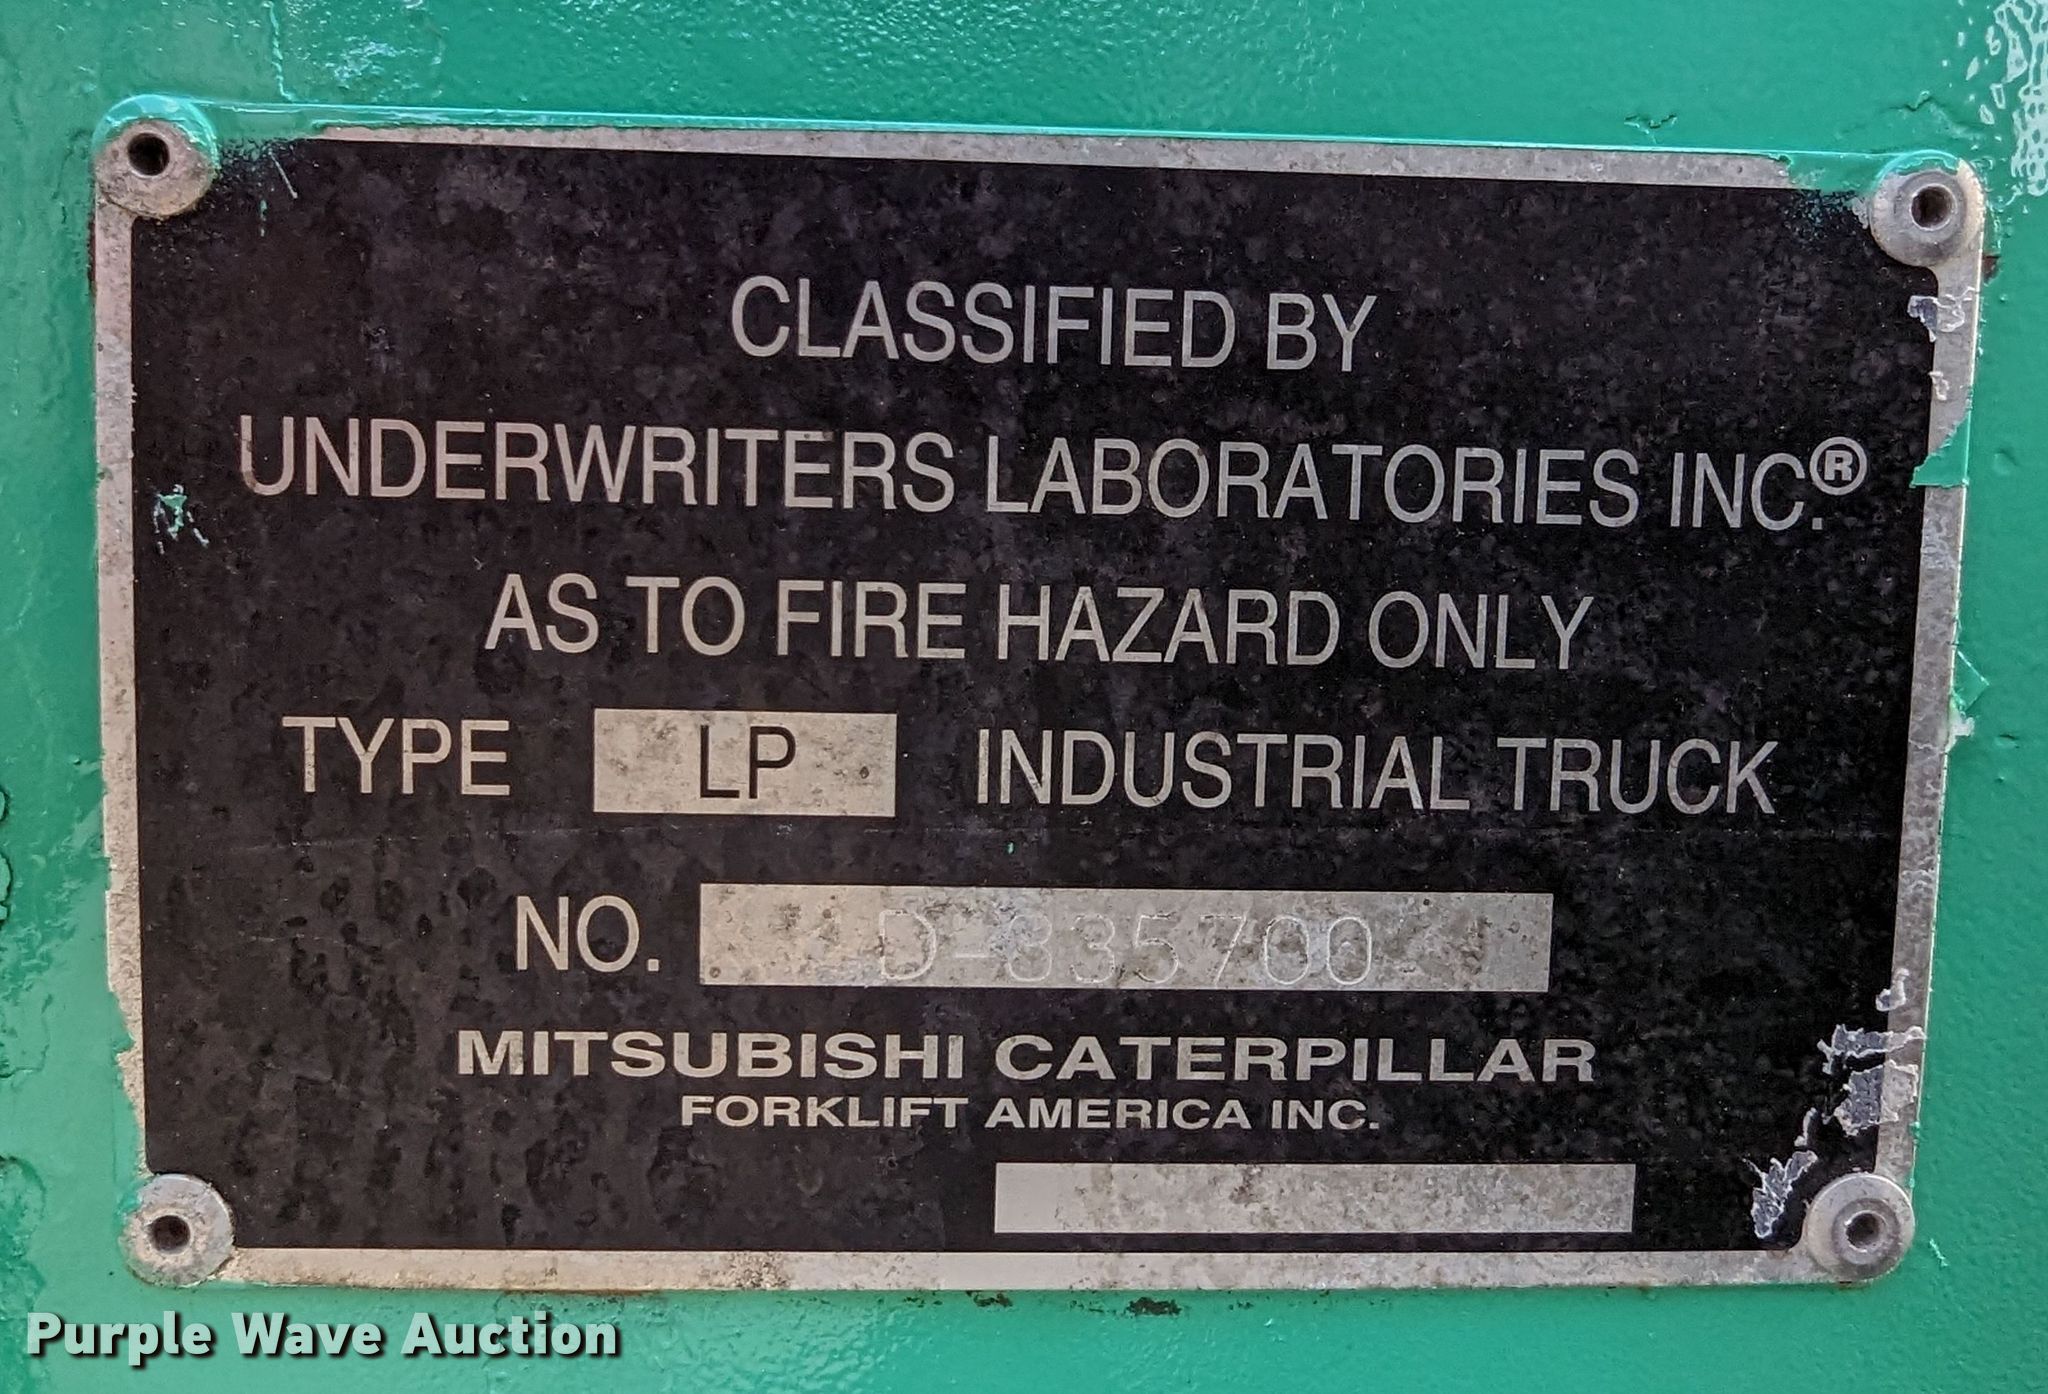 CLASSIFIED BY
UNDERWRITERS LABORATORIES INC.®
AS TO FIRE HAZARD ONLY
TYPE LP INDUSTRIAL TRUCK
NO. D-335700
MITSUBISHI CATERPILLAR
FORKLIFT AMERICA INC.
Purple Wave Auction